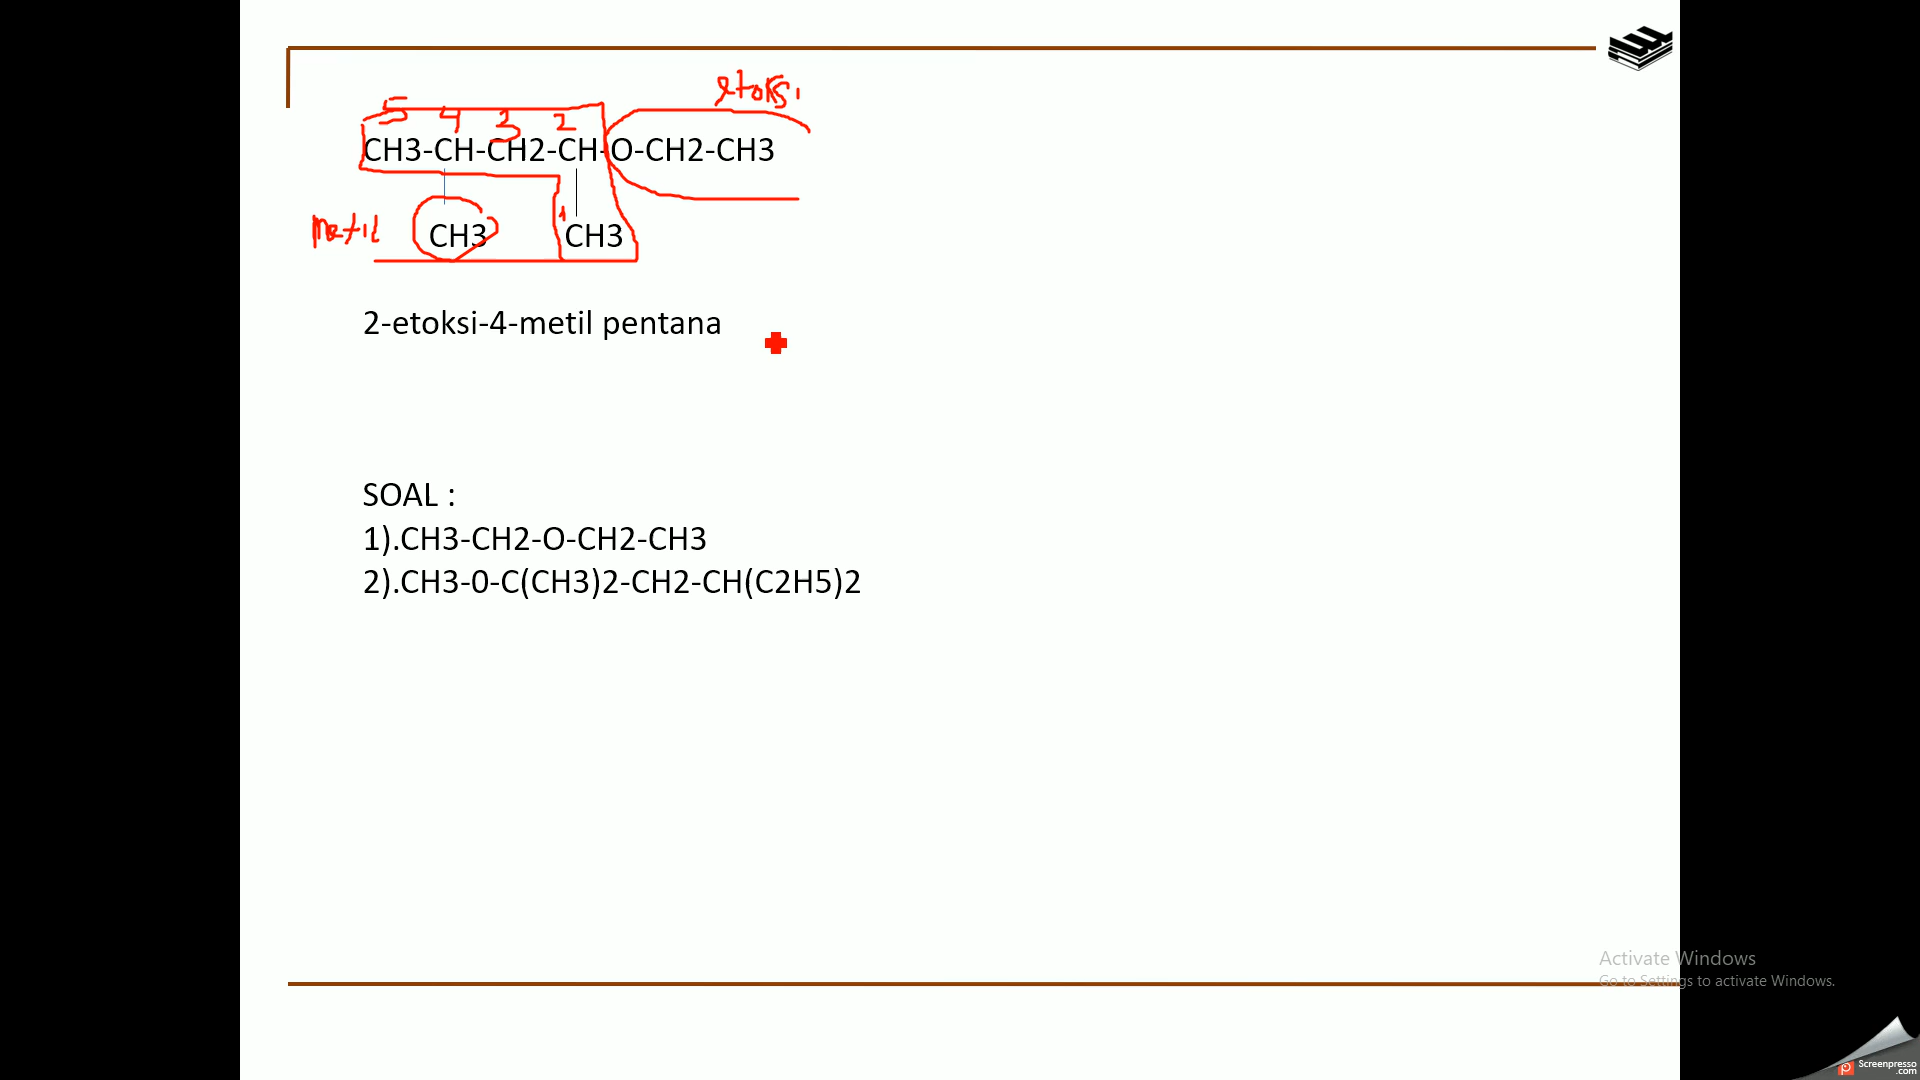 etoksi
5 4 3 2
CH3-CH-CH2-CH-O-CH2-CH3
1
metil CH3 CH3
2-etoksi-4-metil pentana
SOAL :
1).CH3-CH2-O-CH2-CH3
2).CH3-0-C(CH3)2-CH2-CH(C2H5)2
Activate Windows
Go to Settings to activate Windows.
Screenpresso
.com